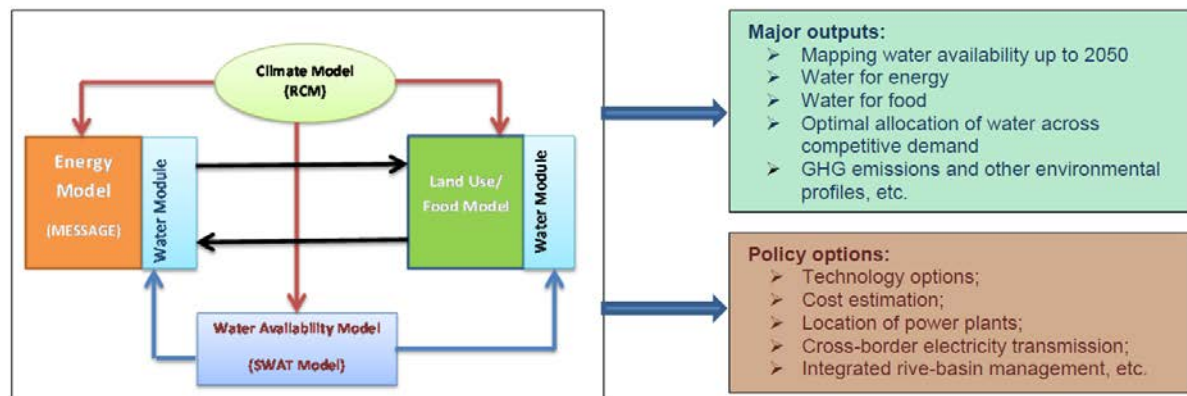 Climate Model
(RCM)
Energy
Model
(MESSAGE)
Water Module
Land Use/
Food Model
Water Module
Water Availability Model
(SWAT Model)
Major outputs:
➢ Mapping water availability up to 2050
➢ Water for energy
➢ Water for food
➢ Optimal allocation of water across
competitive demand
➢ GHG emissions and other environmental
profiles, etc.
Policy options:
➢ Technology options;
➢ Cost estimation;
➢ Location of power plants;
➢ Cross-border electricity transmission;
➢ Integrated rive-basin management, etc.